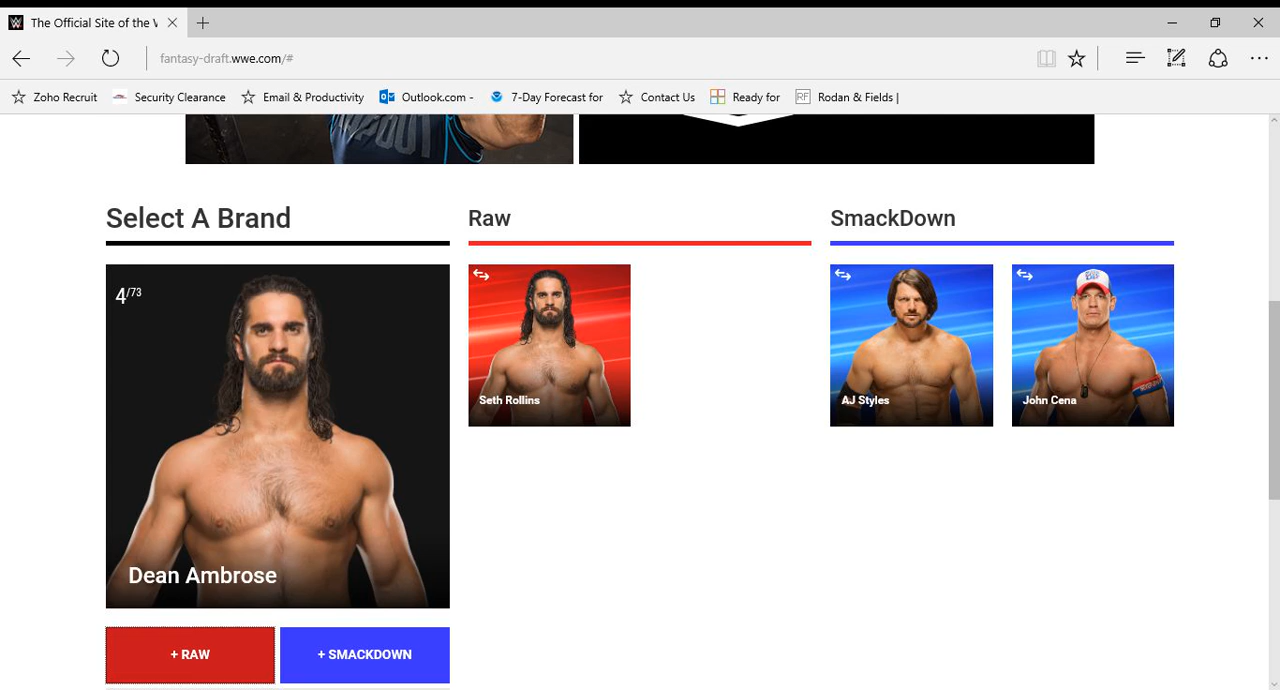 The Official Site of the V
fantasy-draft.wwe.com/#
Zoho Recruit
Security Clearance
Email & Productivity
Outlook.com -
7-Day Forecast for
Contact Us
Ready for
RF
Rodan & Fields |
Select A Brand
Raw
SmackDown
4/73
Dean Ambrose
+ RAW
+ SMACKDOWN
Seth Rollins
AJ Styles
John Cena